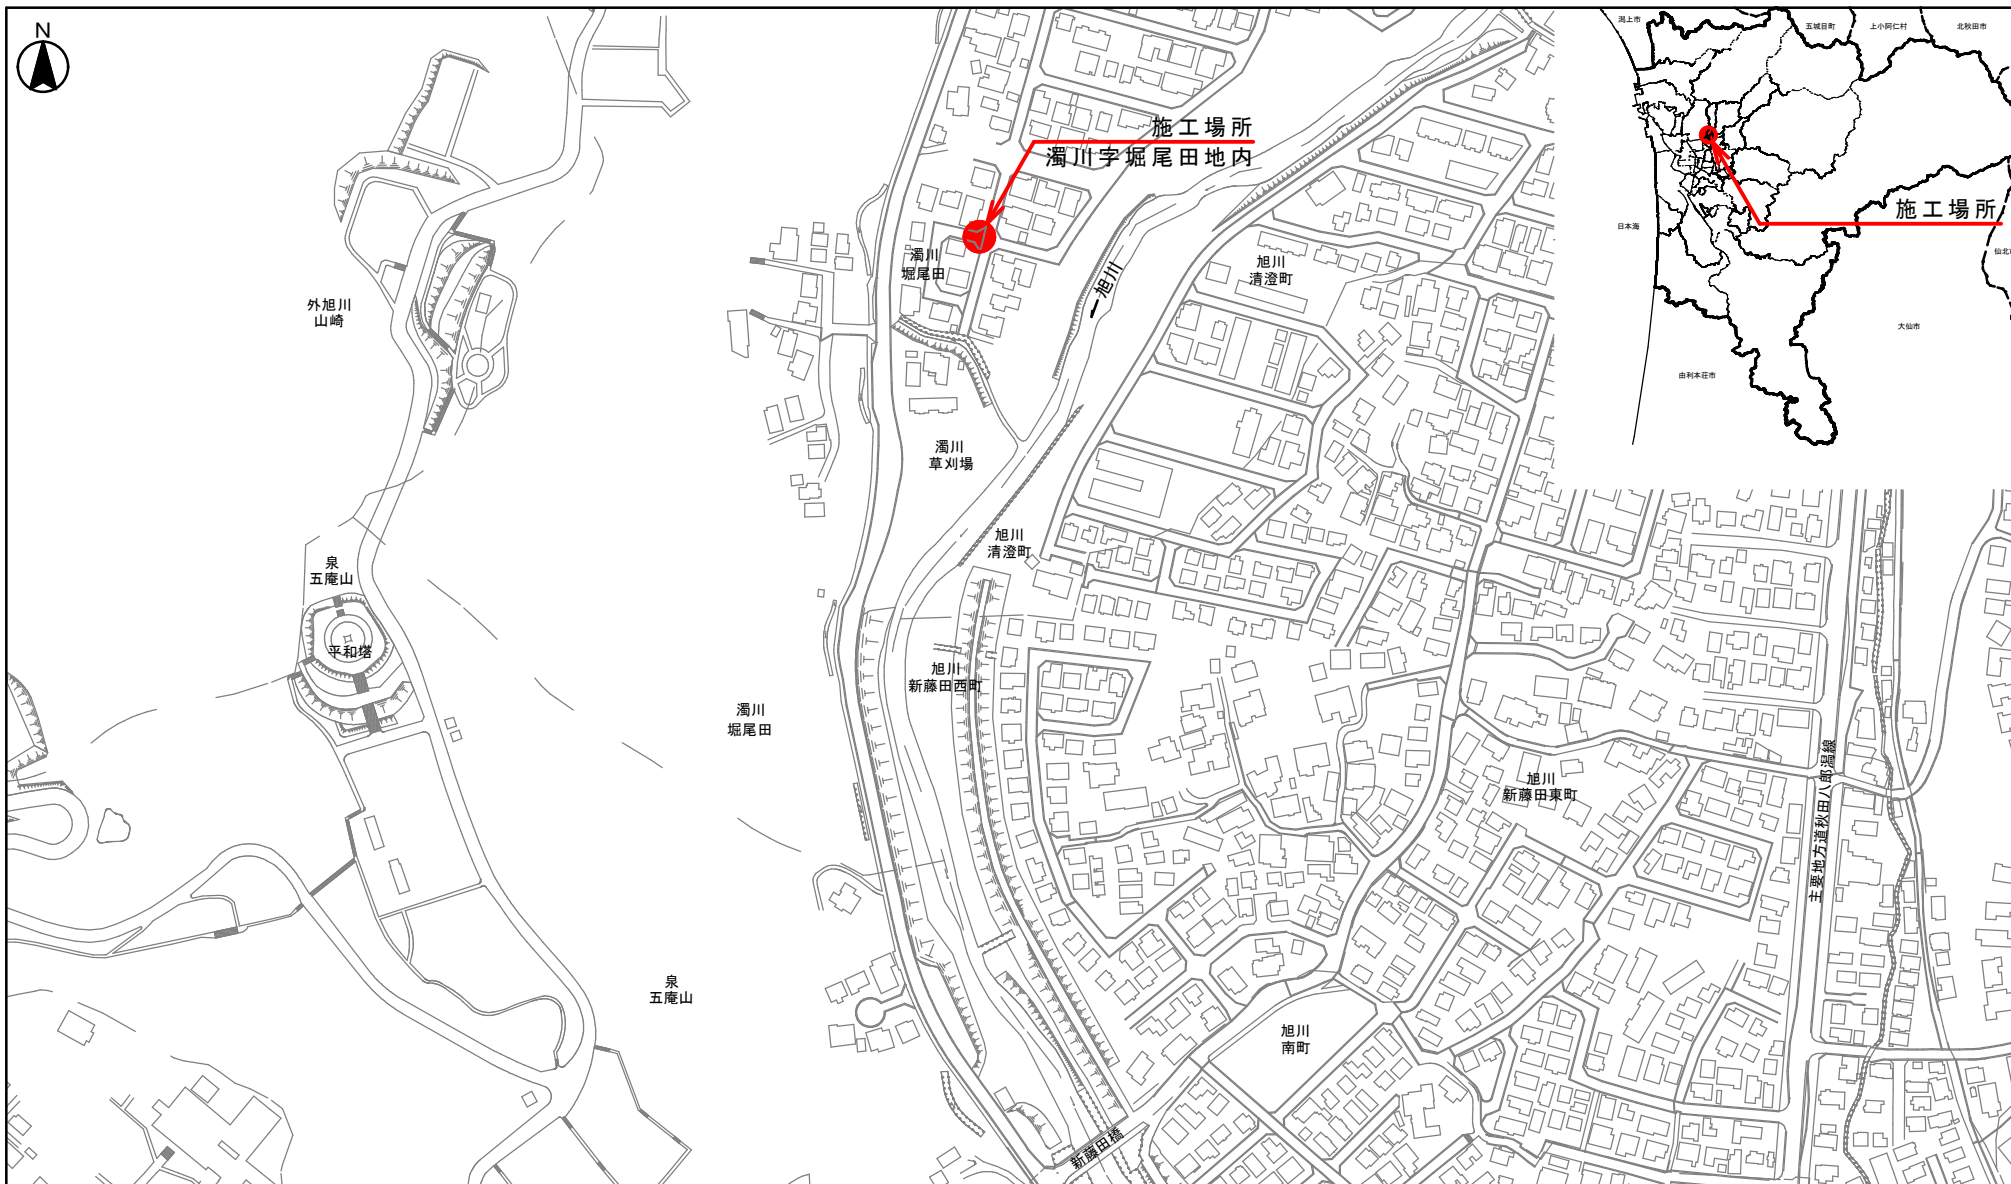 N
施工場所
濁川字堀尾田地内
濁川
堀尾田
旭川
旭川
清澄町
外旭川
山崎
濁川
草刈場
旭川
清澄町
泉
五庵山
平和塔
旭川
新藤田西町
濁川
堀尾田
旭川
新藤田東町
主要地方道秋田八郎潟線
泉
五庵山
旭川
南町
新藤田橋
潟上市
五城目町
上小阿仁村
北秋田市
施工場所
日本海
仙北市
大仙市
由利本荘市